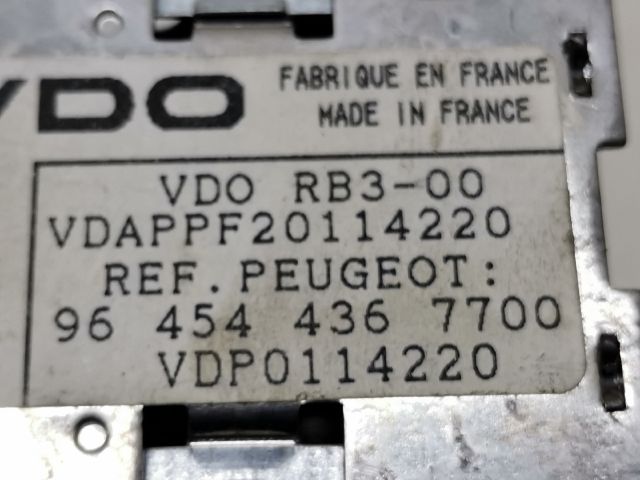 VDO
FABRIQUE EN FRANCE
MADE IN FRANCE
VDO RB3-00
VDAPPF20114220
REF. PEUGEOT:
96 454 436 7700
VDP0114220